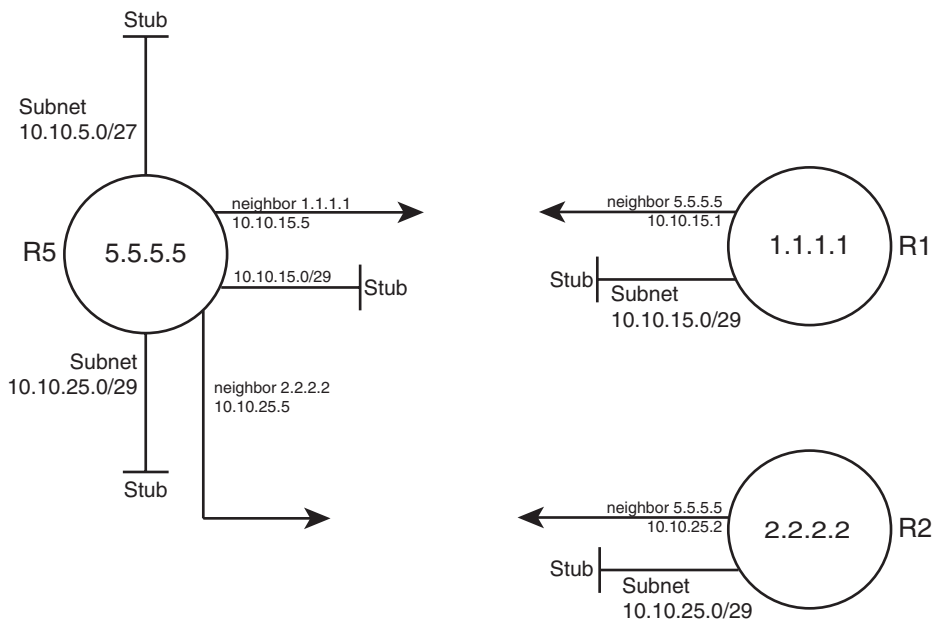 Stub
Subnet
10.10.5.0/27
R5
5.5.5.5
neighbor 1.1.1.1
10.10.15.5
10.10.15.0/29
Stub
Subnet
10.10.25.0/29
neighbor 2.2.2.2
10.10.25.5
Stub
neighbor 5.5.5.5
10.10.15.1
1.1.1.1
R1
Stub
Subnet
10.10.15.0/29
neighbor 5.5.5.5
10.10.25.2
2.2.2.2
R2
Stub
Subnet
10.10.25.0/29